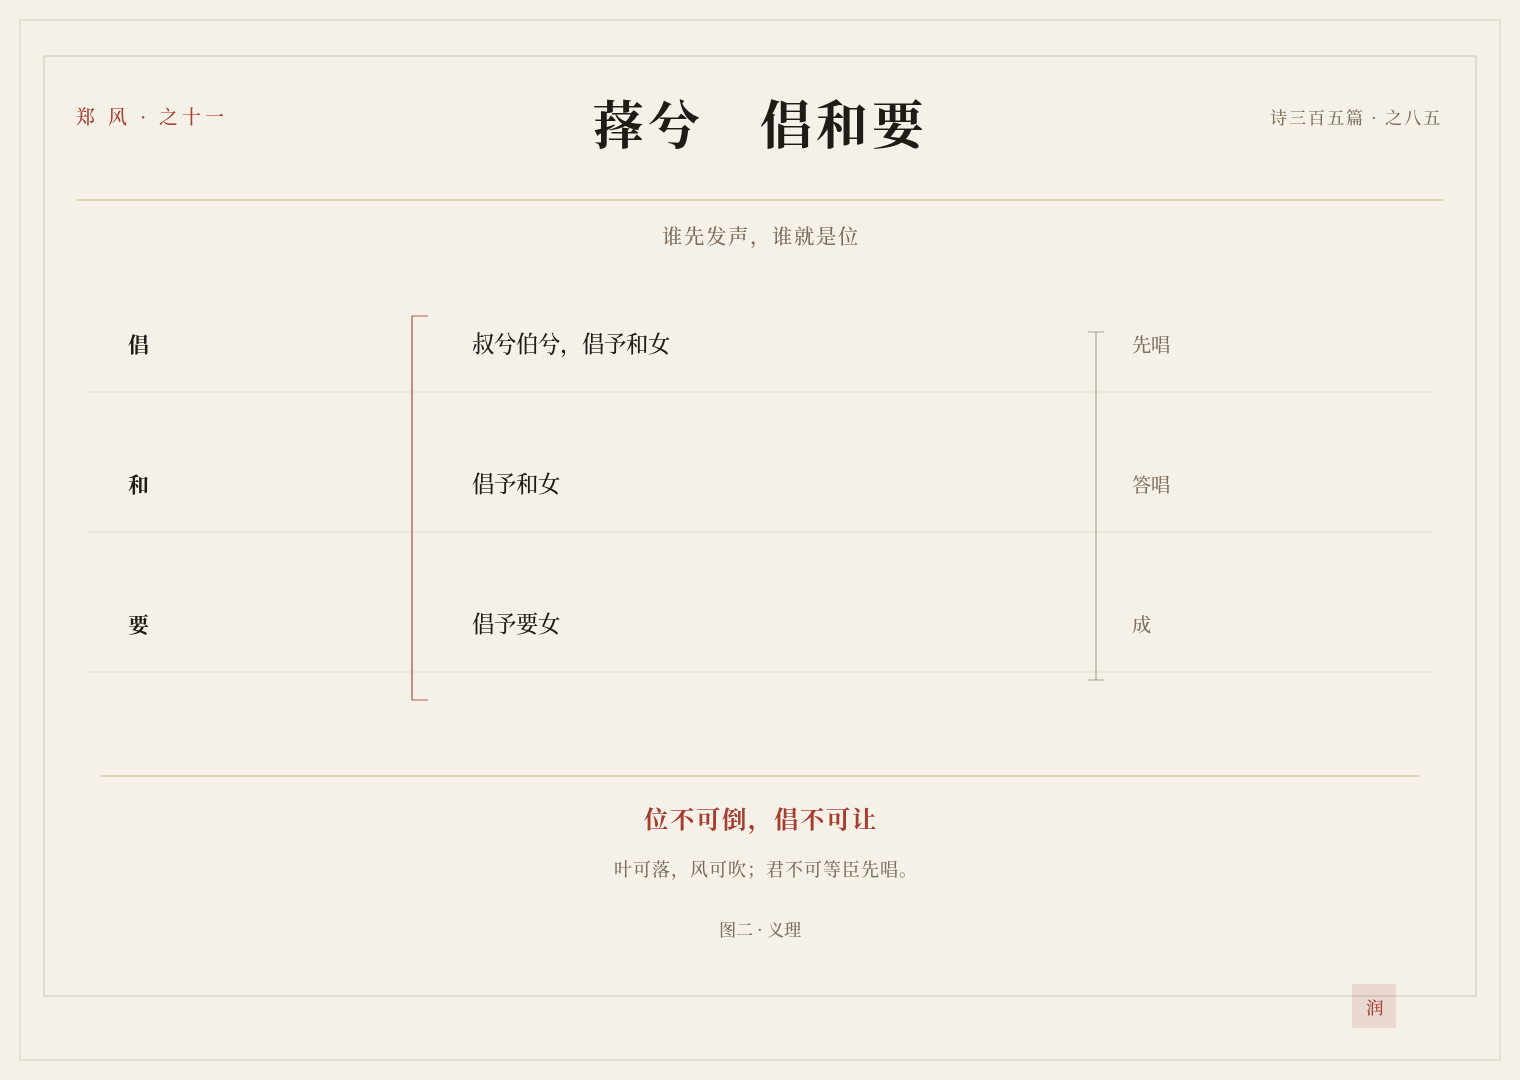 郑风·之十一
萚兮　倡和要
诗三百五篇·之八五
谁先发声，谁就是位
倡　叔兮伯兮，倡予和女　先唱
和　倡予和女　答唱
要　倡予要女　成
位不可倒，倡不可让
叶可落，风可吹；君不可等臣先唱。
图二·义理
润